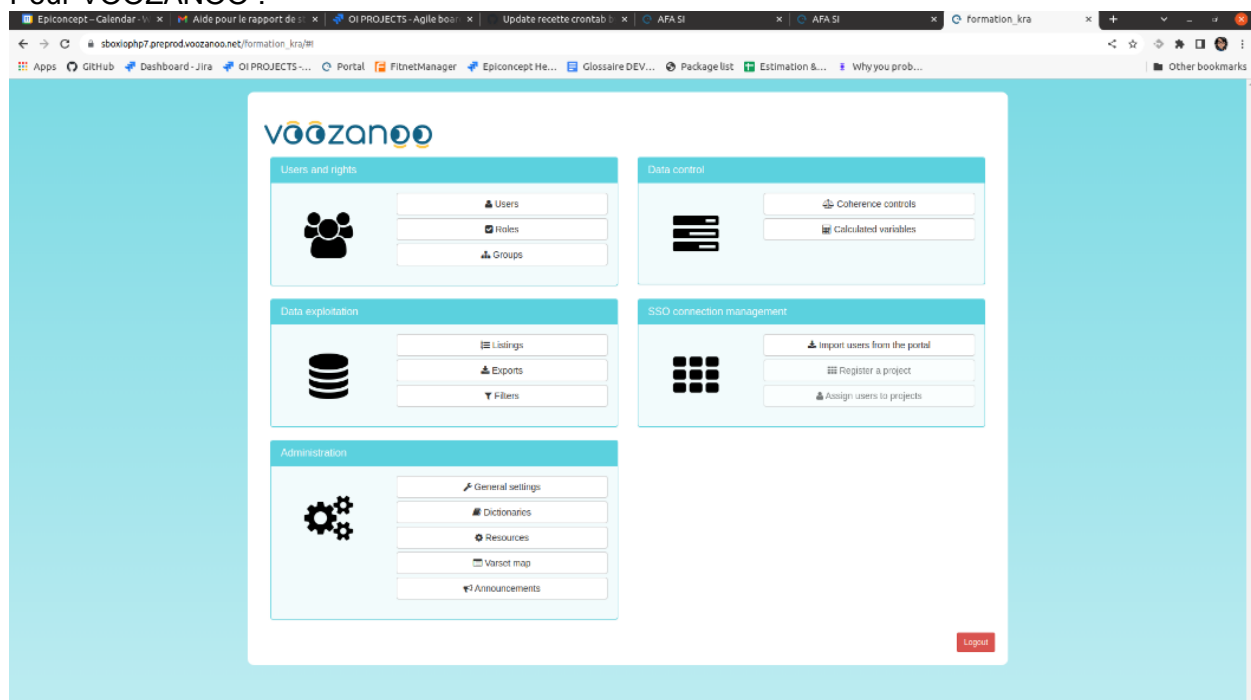 Pour VOOZANOO :
Epiconcept – Calendar - W
Aide pour le rapport de st
OI PROJECTS - Agile boar
Update recette crontab b
AFA SI
AFA SI
formation_kra
sboxiophp7.preprod.voozanoo.net/formation_kra/#!
Apps GitHub Dashboard - Jira OI PROJECTS -... Portal FitnetManager Epiconcept He... Glossaire DEV... Package list Estimation &... Why you prob... Other bookmarks
voozanoo
Users and rights
Users
Roles
Groups
Data control
Coherence controls
Calculated variables
Data exploitation
Listings
Exports
Filters
SSO connection management
Import users from the portal
Register a project
Assign users to projects
Administration
General settings
Dictionaries
Resources
Varset map
Announcements
Logout